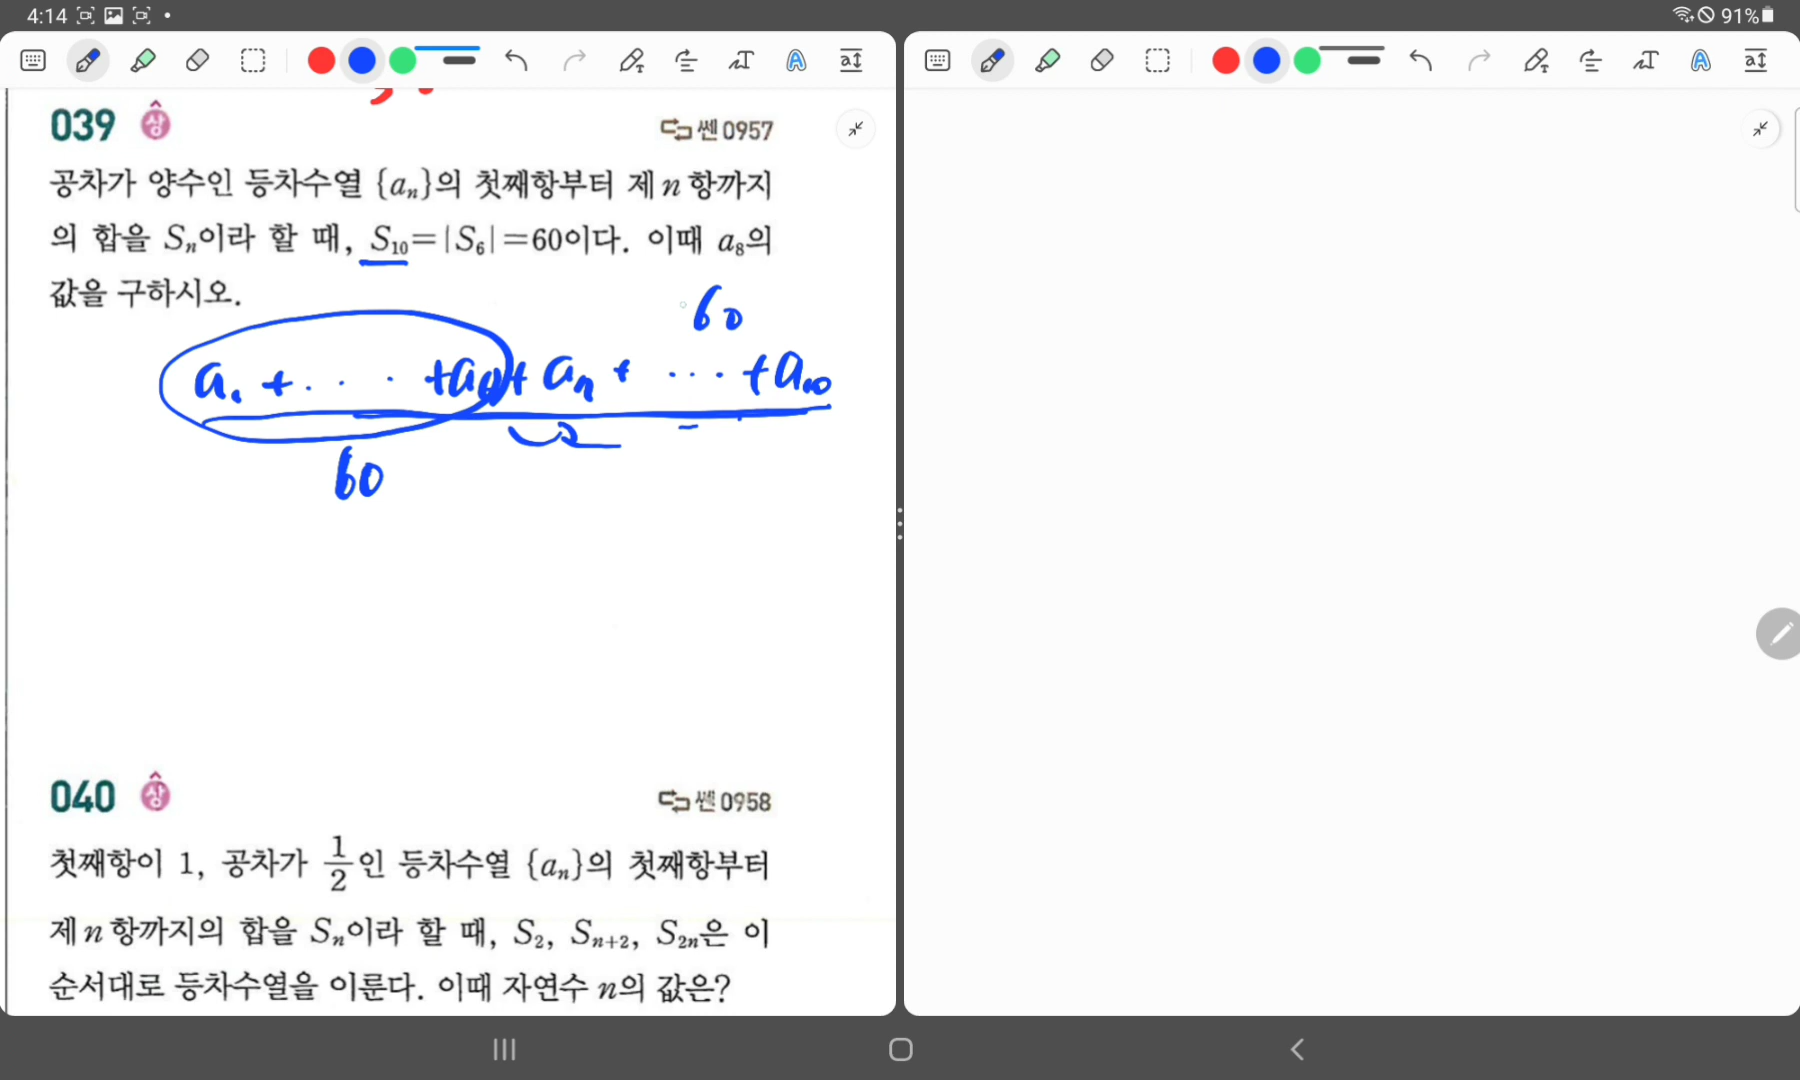 4:14
91%
039 상
쎈 0957
공차가 양수인 등차수열 {aₙ}의 첫째항부터 제n항까지
의 합을 Sₙ이라 할 때, S₁₀=|S₆|=60이다. 이때 a₈의
값을 구하시오.
60
a₁ + · · · +a₆+ a₇ + ··· +a₁₀
60
040 상
쎈 0958
첫째항이 1, 공차가 1/2인 등차수열 {aₙ}의 첫째항부터
제n항까지의 합을 Sₙ이라 할 때, S₂, Sₙ₊₂, S₂ₙ은 이
순서대로 등차수열을 이룬다. 이때 자연수 n의 값은?